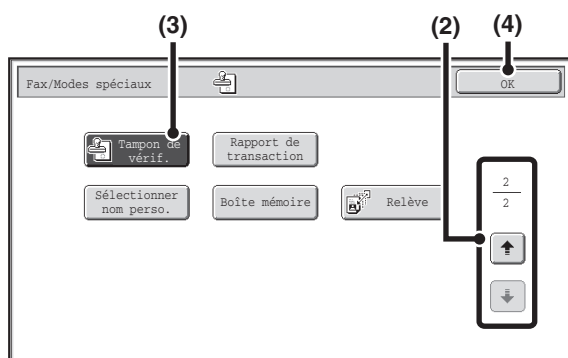 (3) (2) (4)
Fax/Modes spéciaux OK
Tampon de
vérif.
Rapport de
transaction
Sélectionner
nom perso.
Boîte mémoire
Relève
2
2